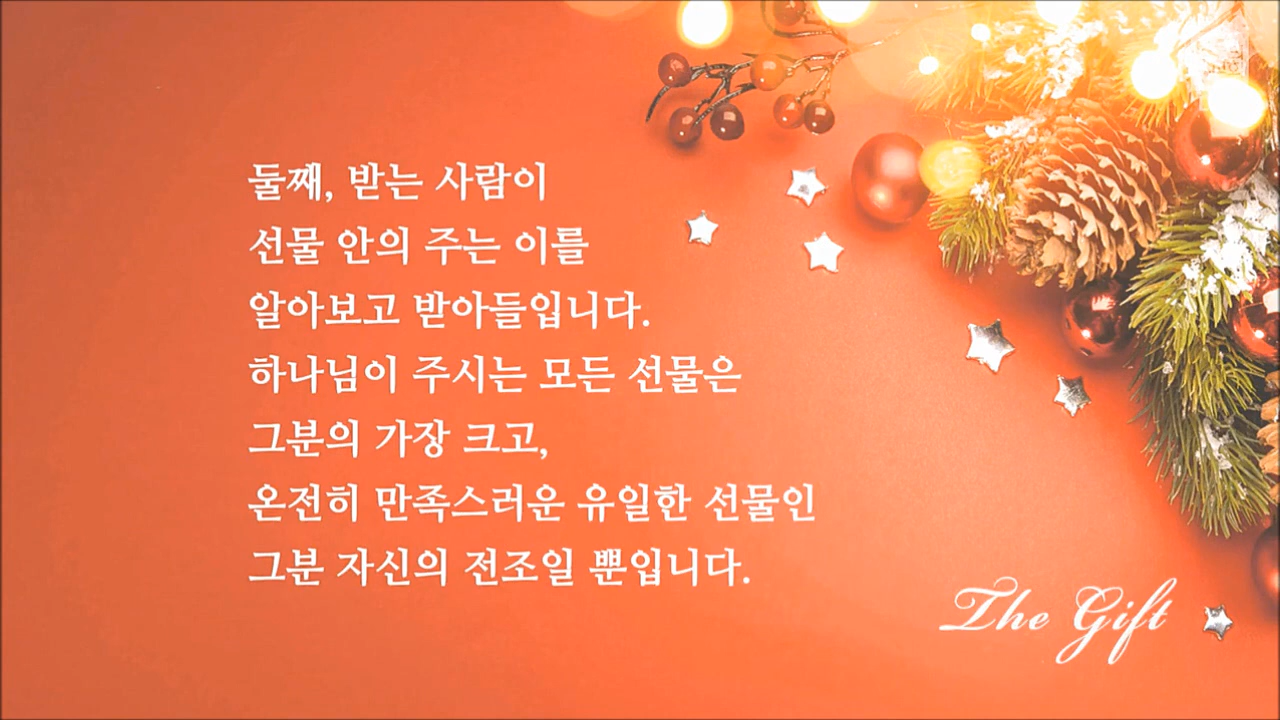 둘째, 받는 사람이
선물 안의 주는 이를
알아보고 받아들입니다.
하나님이 주시는 모든 선물은
그분의 가장 크고,
온전히 만족스러운 유일한 선물인
그분 자신의 전조일 뿐입니다.
The Gift